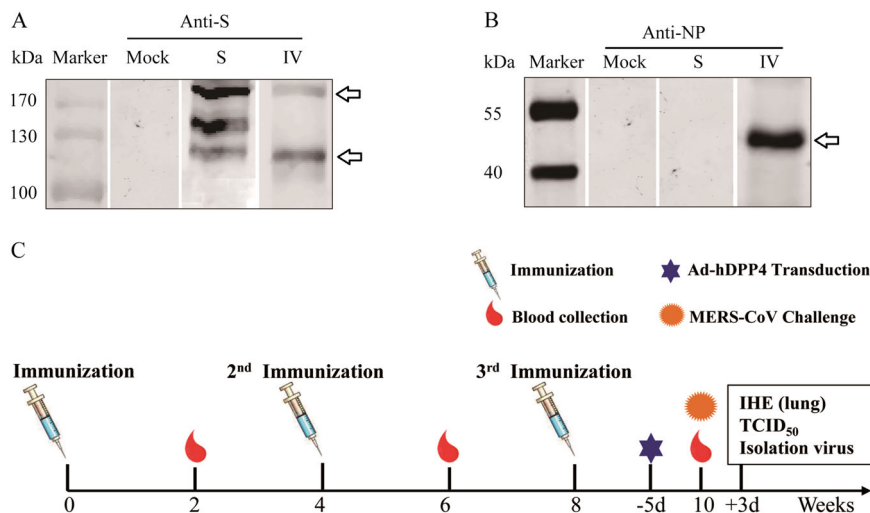 A
Anti-S
kDa Marker Mock S IV
170
130
100
B
Anti-NP
kDa Marker Mock S IV
55
40
C
Immunization
Ad-hDPP4 Transduction
Blood collection
MERS-CoV Challenge
Immunization
2nd Immunization
3rd Immunization
IHE (lung)
TCID50
Isolation virus
0 2 4 6 8 -5d 10 +3d Weeks